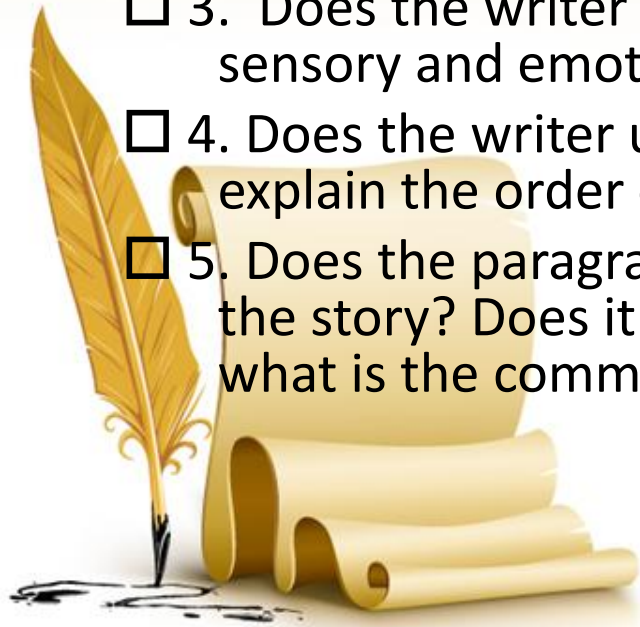 ☐ 3. Does the writer
sensory and emot
☐ 4. Does the writer u
explain the order
☐ 5. Does the paragra
the story? Does it
what is the comm